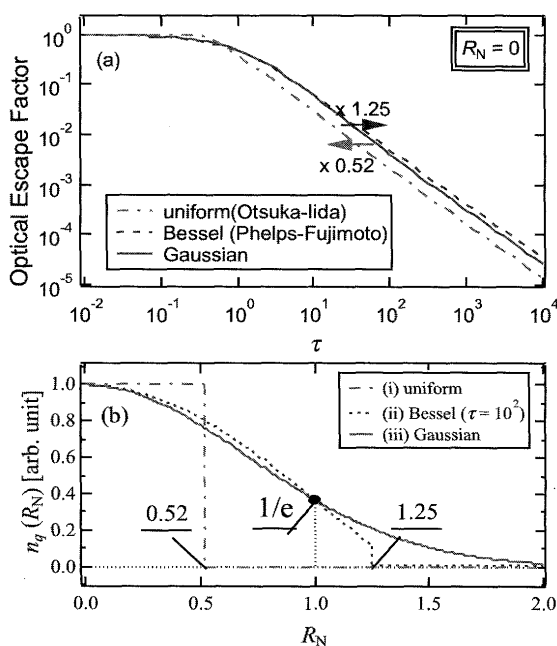 (a)
R_N = 0
x 1.25
x 0.52
uniform(Otsuka-Iida)
Bessel (Phelps-Fujimoto)
Gaussian
Optical Escape Factor
10^0
10^-1
10^-2
10^-3
10^-4
10^-5
10^-2 10^-1 10^0 10^1 10^2 10^3 10^4
τ
(b)
(i) uniform
(ii) Bessel (τ = 10^2)
(iii) Gaussian
n_q (R_N) [arb. unit]
1.0
0.8
0.6
0.4
0.2
0.0
0.52
1/e
1.25
0.0 0.5 1.0 1.5 2.0
R_N